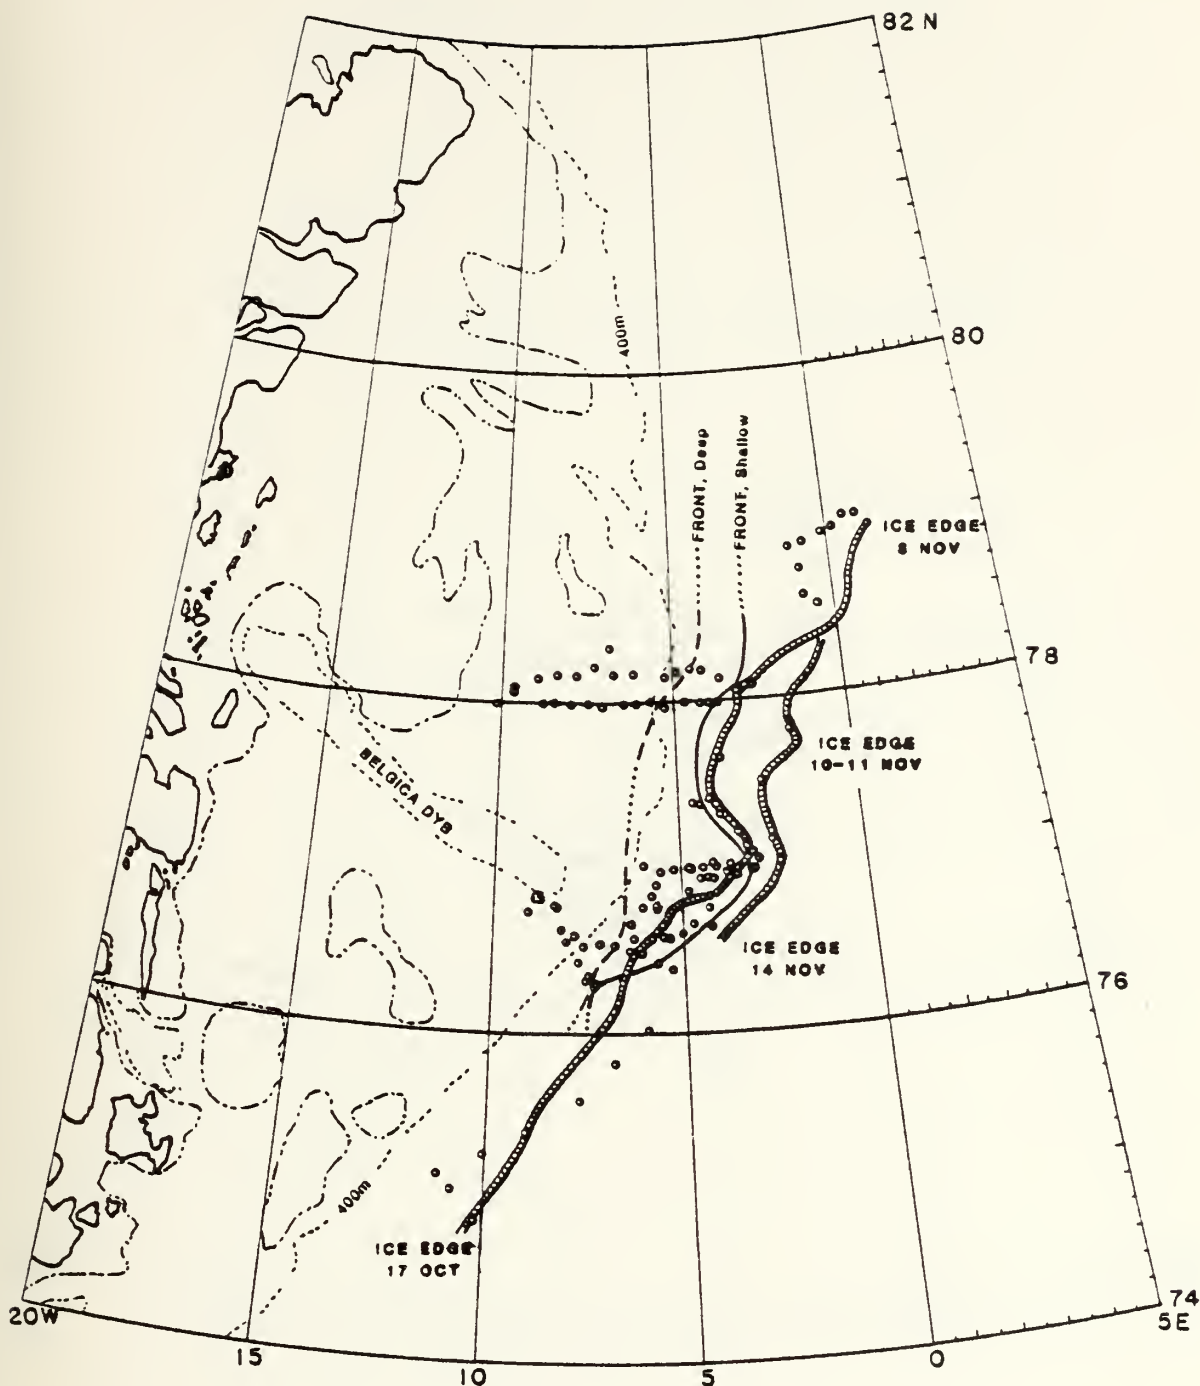 82 N
400m
80
FRONT, Deep
FRONT, Shallow
ICE EDGE
8 NOV
78
ICE EDGE
10-11 NOV
BELGICA DYB
ICE EDGE
14 NOV
76
400m
ICE EDGE
17 OCT
74
20W
5E
15
10
5
0